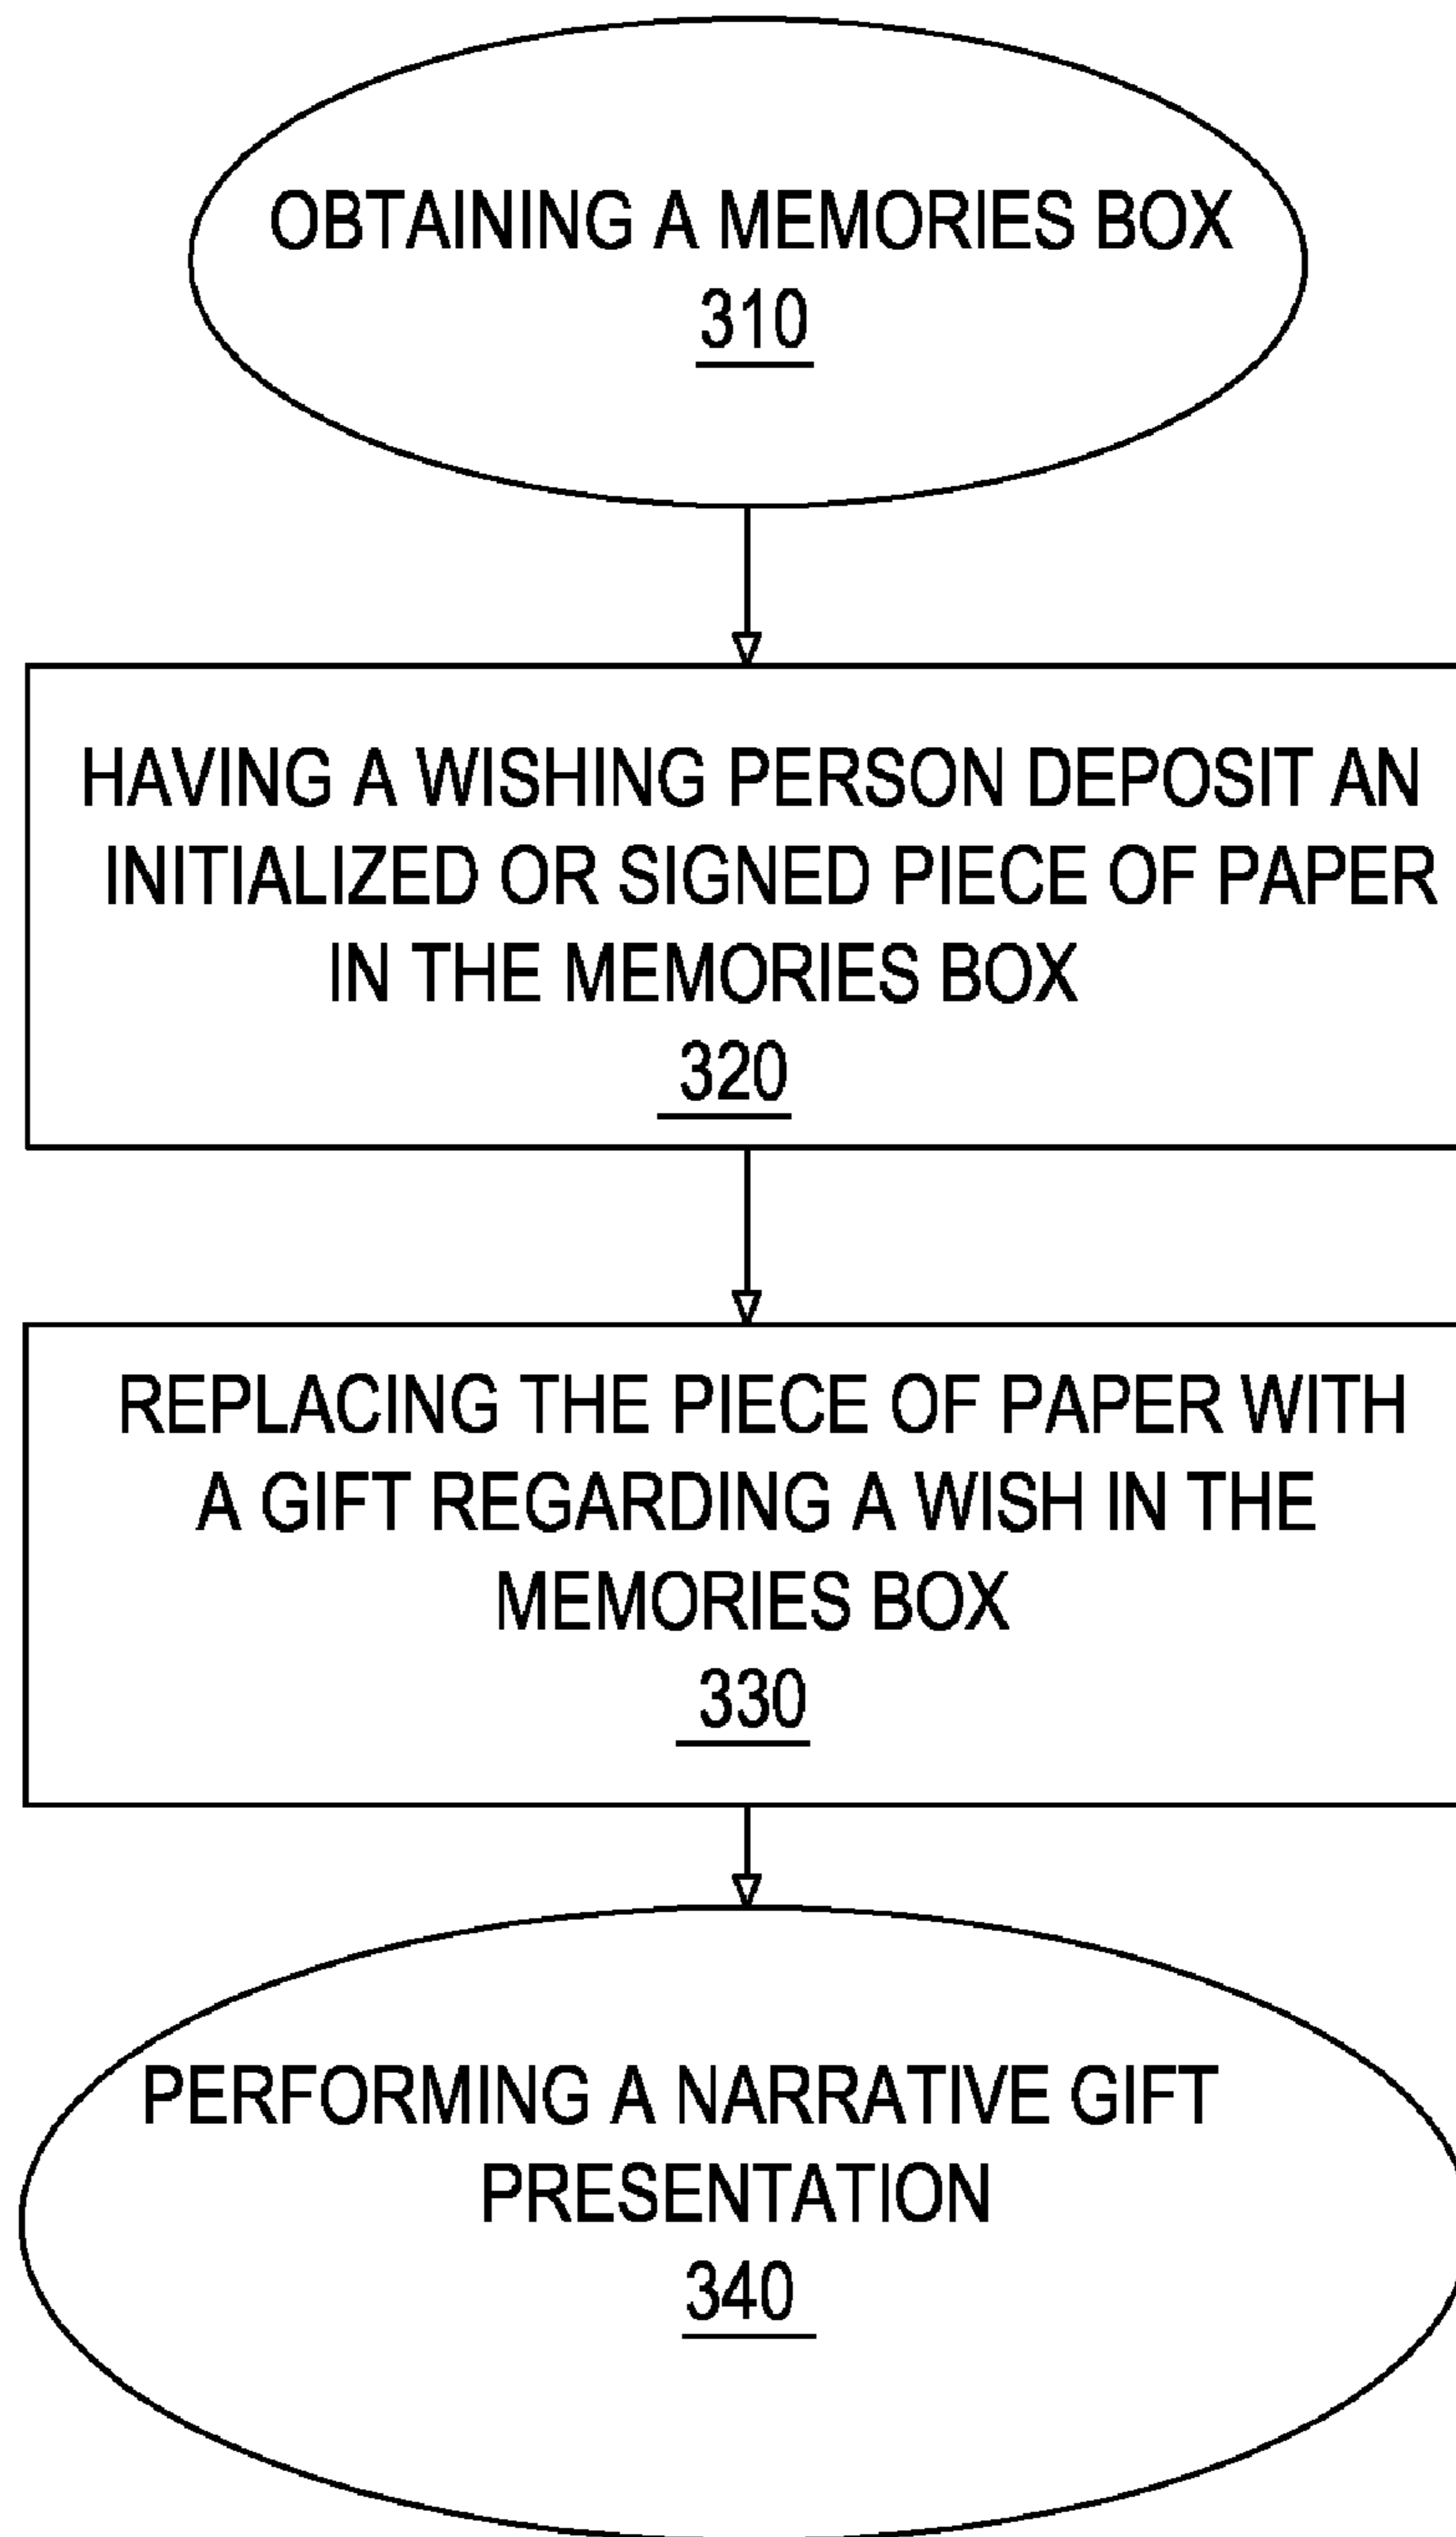 OBTAINING A MEMORIES BOX
310
HAVING A WISHING PERSON DEPOSIT AN
INITIALIZED OR SIGNED PIECE OF PAPER
IN THE MEMORIES BOX
320
REPLACING THE PIECE OF PAPER WITH
A GIFT REGARDING A WISH IN THE
MEMORIES BOX
330
PERFORMING A NARRATIVE GIFT
PRESENTATION
340